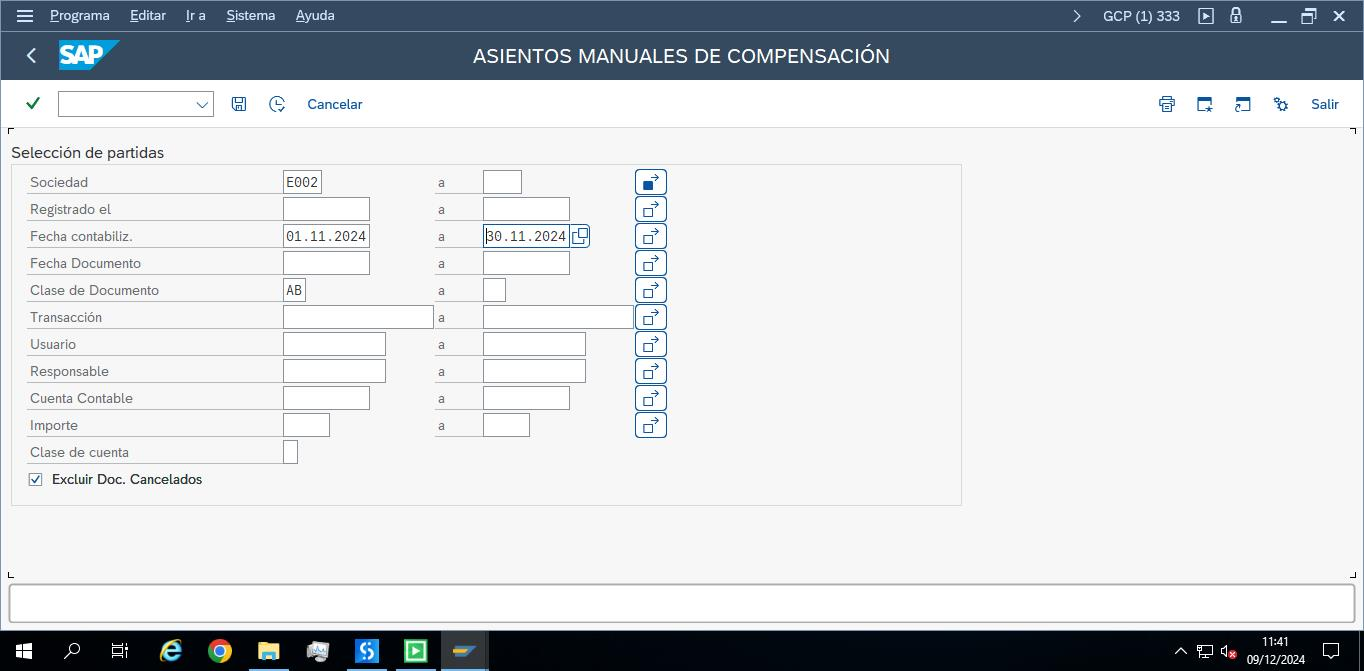 Programa Editar Ir a Sistema Ayuda GCP (1) 333
SAP ASIENTOS MANUALES DE COMPENSACIÓN
Cancelar Salir
Selección de partidas
Sociedad E002 a
Registrado el a
Fecha contabiliz. 01.11.2024 a 30.11.2024
Fecha Documento a
Clase de Documento AB a
Transacción a
Usuario a
Responsable a
Cuenta Contable a
Importe a
Clase de cuenta
Excluir Doc. Cancelados
11:41
09/12/2024